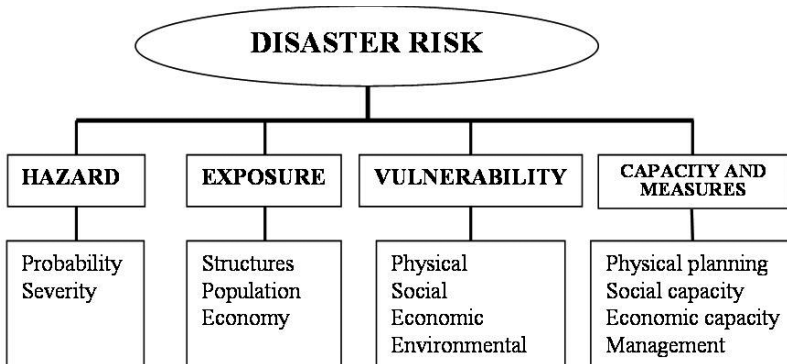 DISASTER RISK
HAZARD
EXPOSURE
VULNERABILITY
CAPACITY AND
MEASURES
Probability
Severity
Structures
Population
Economy
Physical
Social
Economic
Environmental
Physical planning
Social capacity
Economic capacity
Management